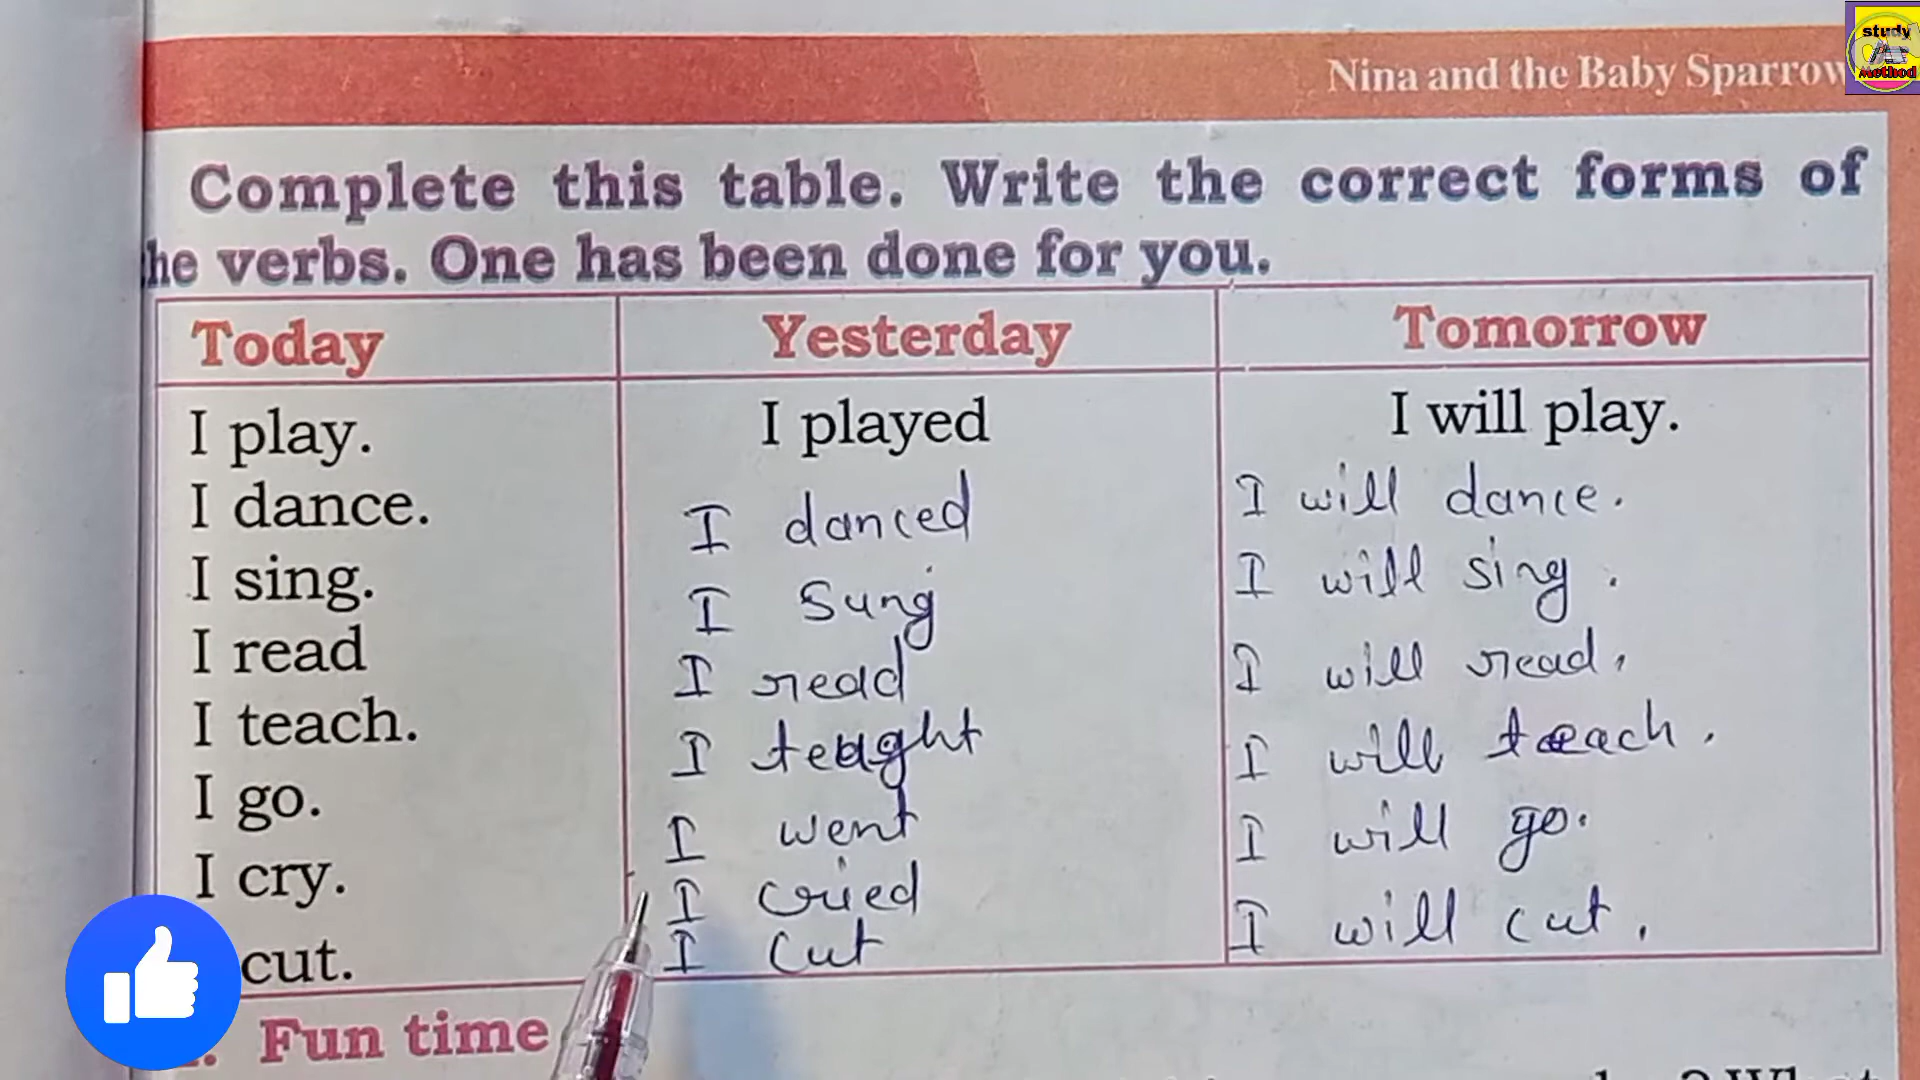 Nina and the Baby Sparrow
study
Method
Complete this table. Write the correct forms of
he verbs. One has been done for you.
Today Yesterday Tomorrow
I play. I played I will play.
I dance. I danced I will dance.
I sing. I Sung I will sing.
I read I read I will read.
I teach. I teught I will teach.
I go. I went I will go.
I cry. I cried
cut. I cut I will cut.
Fun time